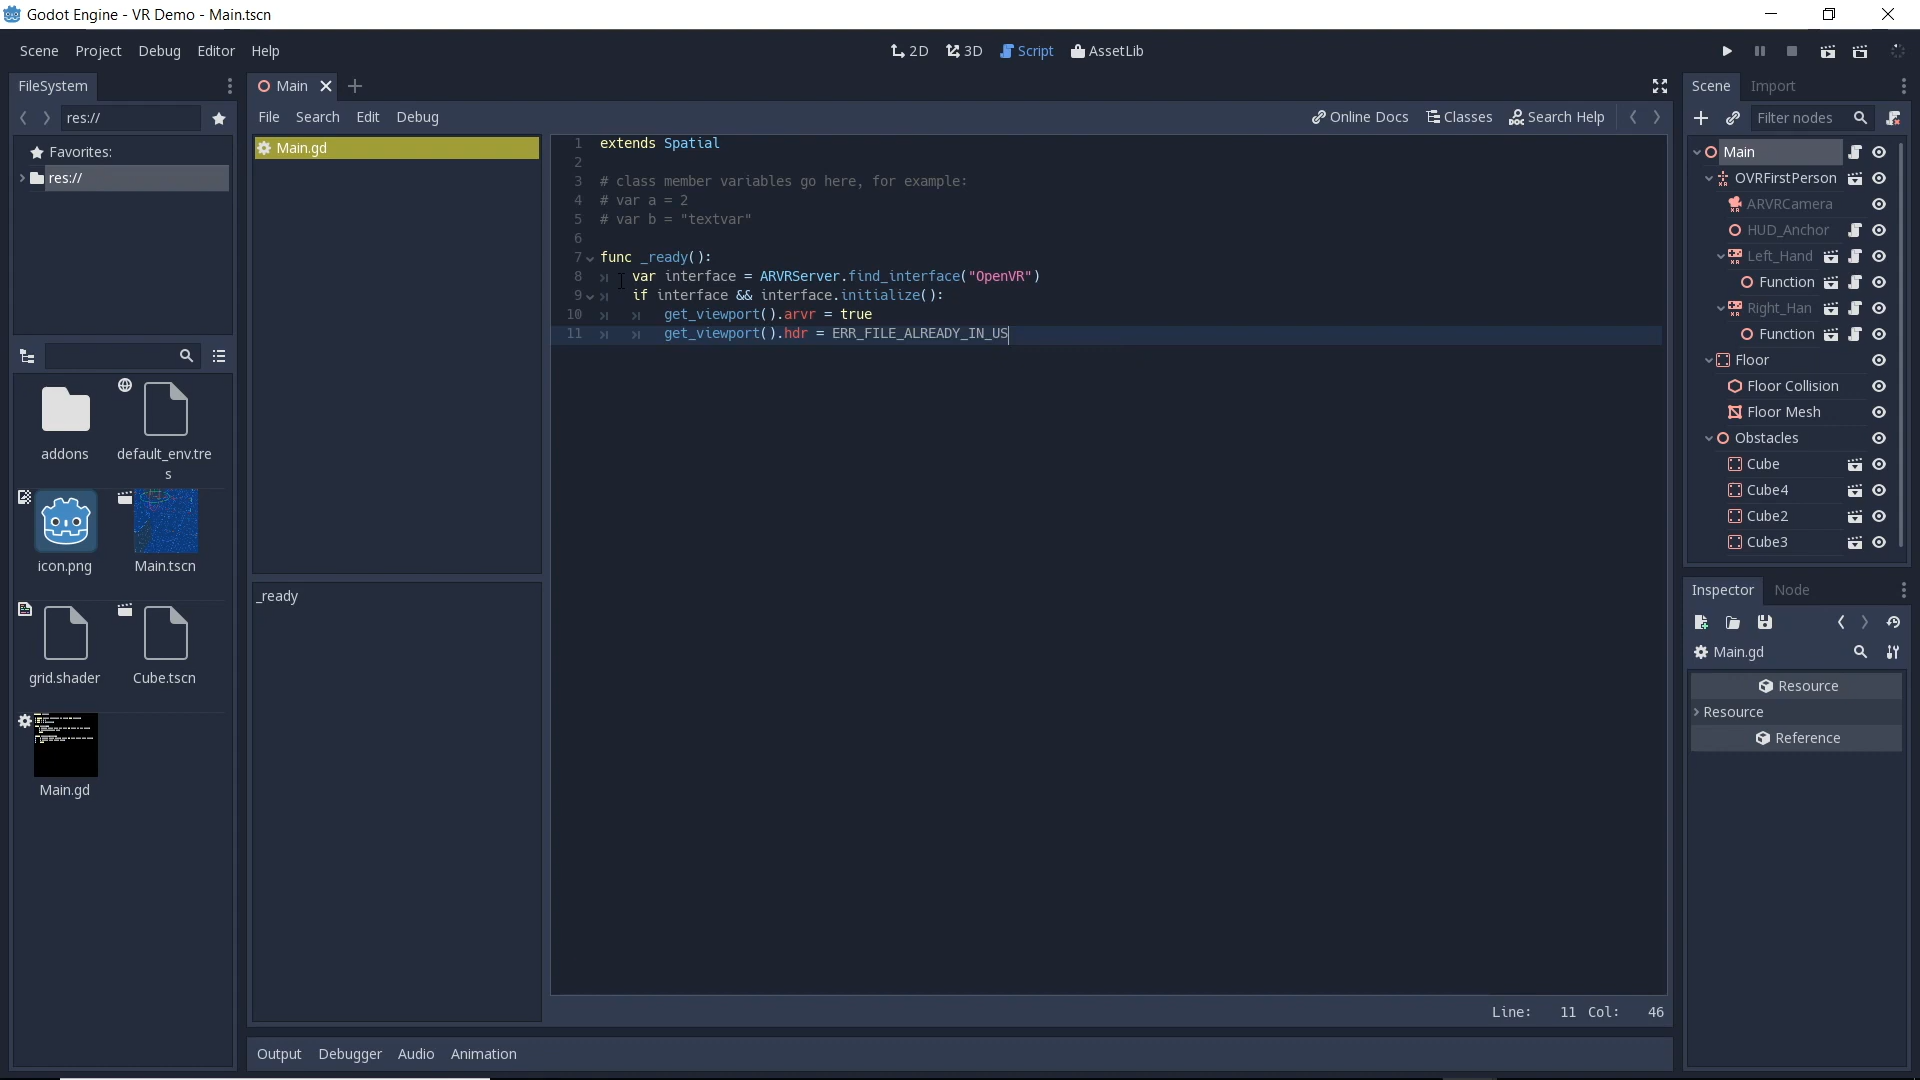 Godot Engine - VR Demo - Main.tscn
Scene Project Debug Editor Help
2D 3D Script AssetLib
FileSystem
Main
Scene Import
res://
File Search Edit Debug
Online Docs Classes Search Help
Filter nodes
Favorites:
res://
addons
default_env.tre
s
icon.png
Main.tscn
grid.shader
Cube.tscn
Main.gd
Main.gd
_ready
1 extends Spatial
2
3 # class member variables go here, for example:
4 # var a = 2
5 # var b = "textvar"
6
7 func _ready():
8 var interface = ARVRServer.find_interface("OpenVR")
9 if interface && interface.initialize():
10 get_viewport().arvr = true
11 get_viewport().hdr = ERR_FILE_ALREADY_IN_US
Line: 11 Col: 46
Output Debugger Audio Animation
Main
OVRFirstPerson
ARVRCamera
HUD_Anchor
Left_Hand
Function
Right_Han
Function
Floor
Floor Collision
Floor Mesh
Obstacles
Cube
Cube4
Cube2
Cube3
Inspector Node
Main.gd
Resource
Resource
Reference